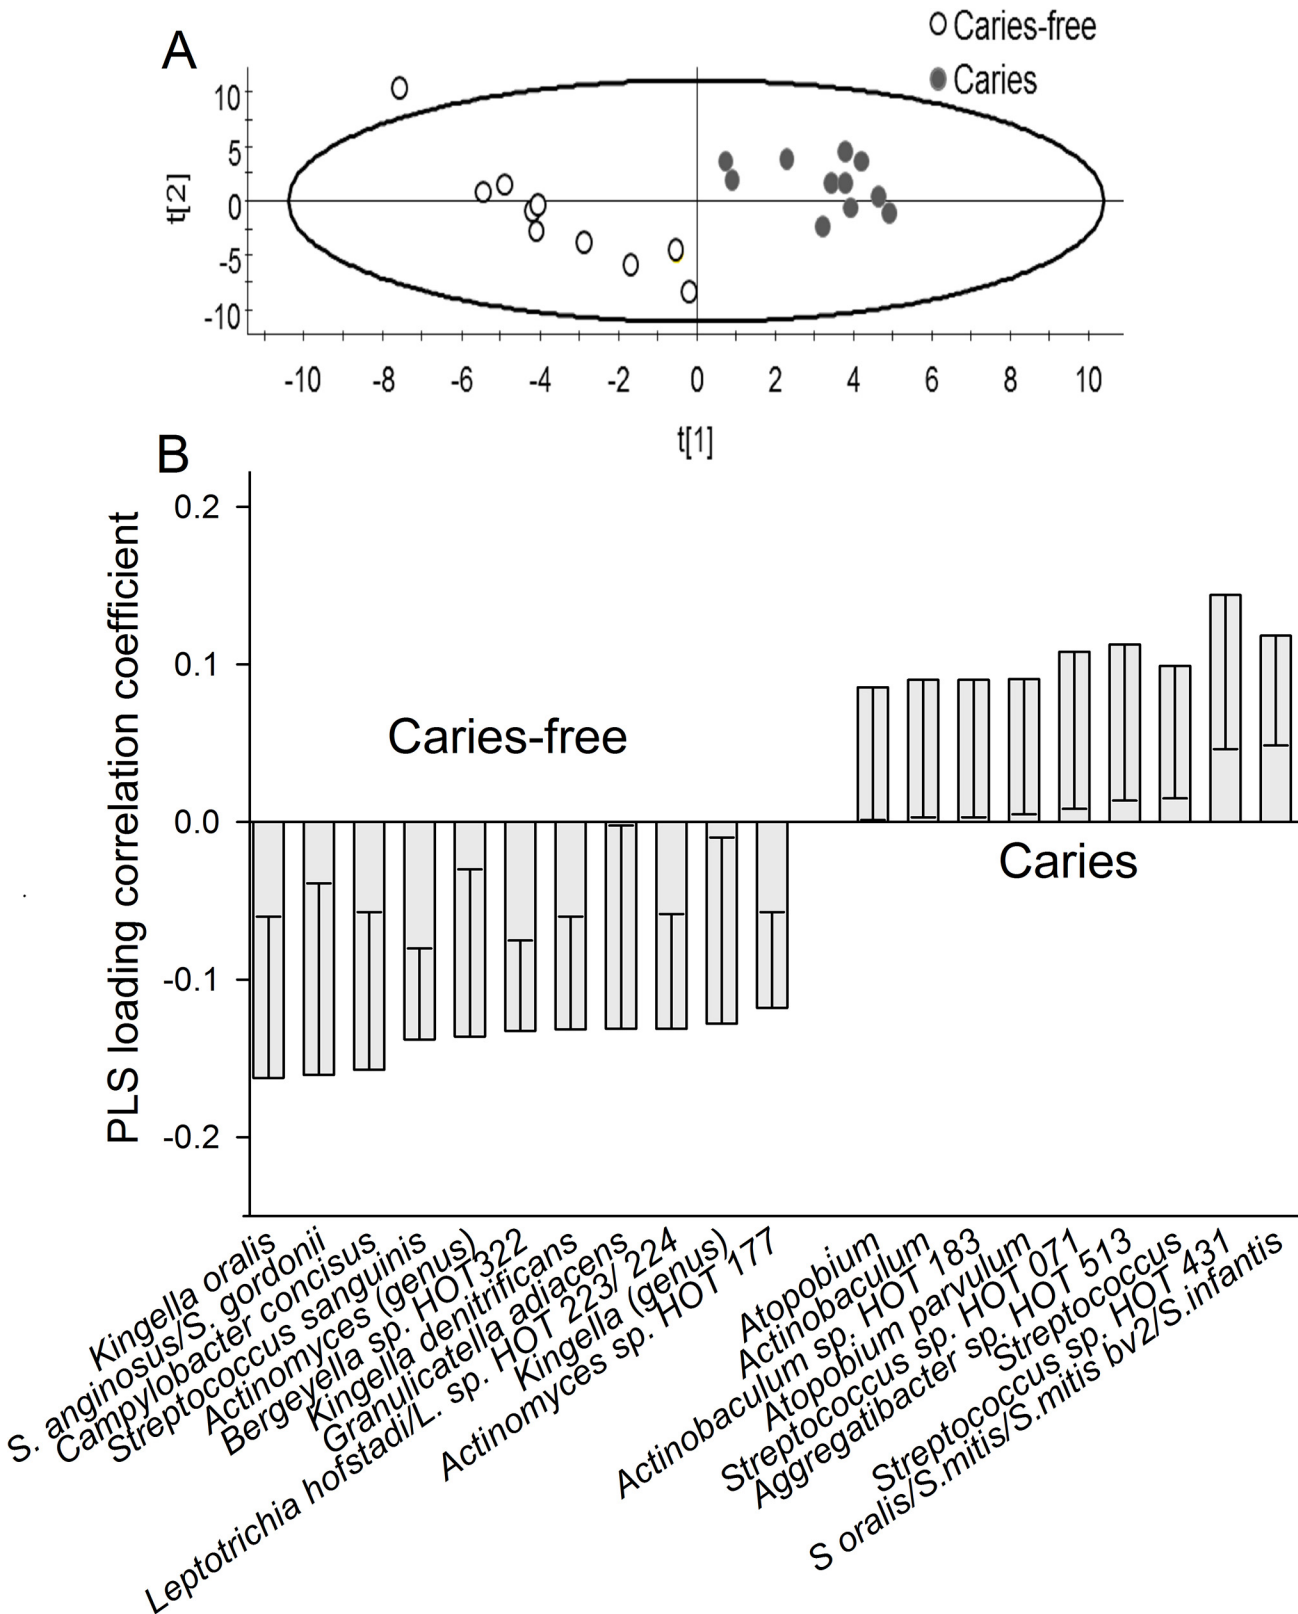 A
Caries-free
Caries
10
5
0
-5
-10
t[2]
-10 -8 -6 -4 -2 0 2 4 6 8 10
t[1]
B
PLS loading correlation coefficient
0.2
0.1
0.0
-0.1
-0.2
Caries-free
Caries
Kingella oralis
S. anginosus/S. gordonii
Campylobacter concisus
Streptococcus sanguinis
Actinomyces (genus)
Bergeyella sp. HOT322
Kingella denitrificans
Granulicatella adiacens
Leptotrichia hofstadi/L. sp. HOT 223/ 224
Kingella (genus)
Actinomyces sp. HOT 177
Atopobium
Actinobaculum
Actinobaculum sp. HOT 183
Atopobium parvulum
Streptococcus sp. HOT 071
Aggregatibacter sp. HOT 513
Streptococcus
Streptococcus sp. HOT 431
S oralis/S.mitis/S.mitis bv2/S.infantis